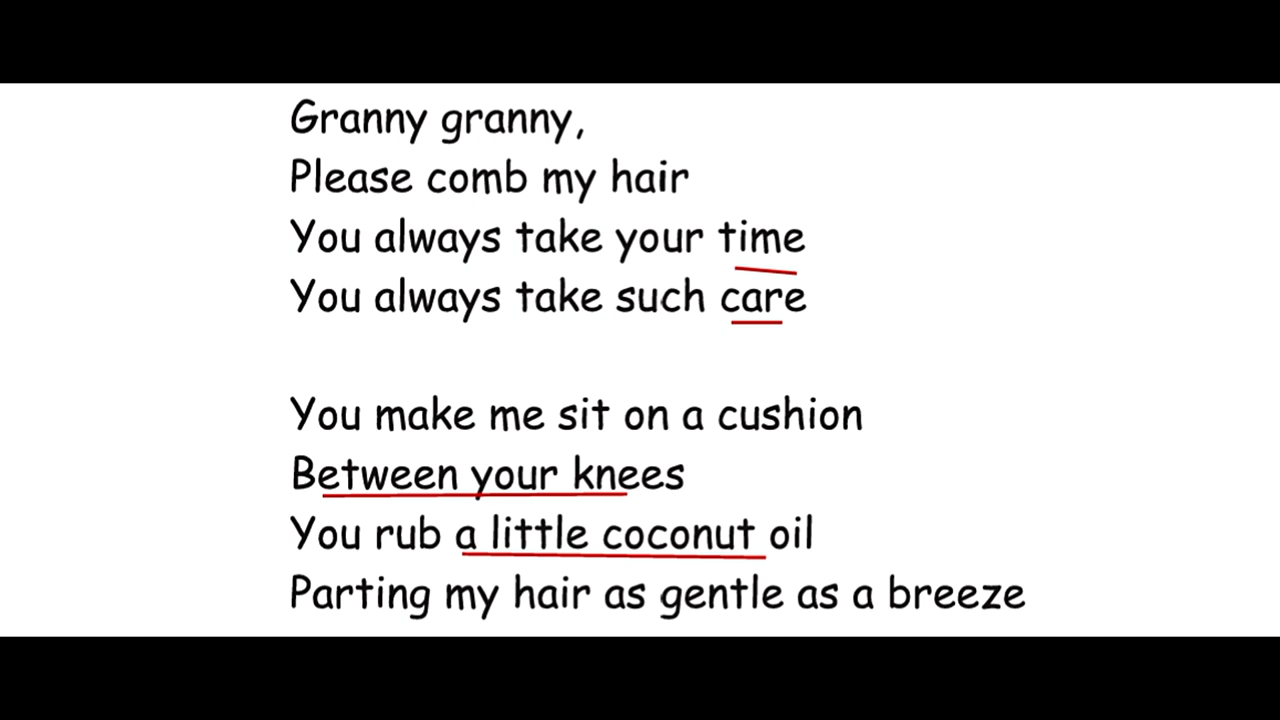 Granny granny,
Please comb my hair
You always take your time
You always take such care
You make me sit on a cushion
Between your knees
You rub a little coconut oil
Parting my hair as gentle as a breeze